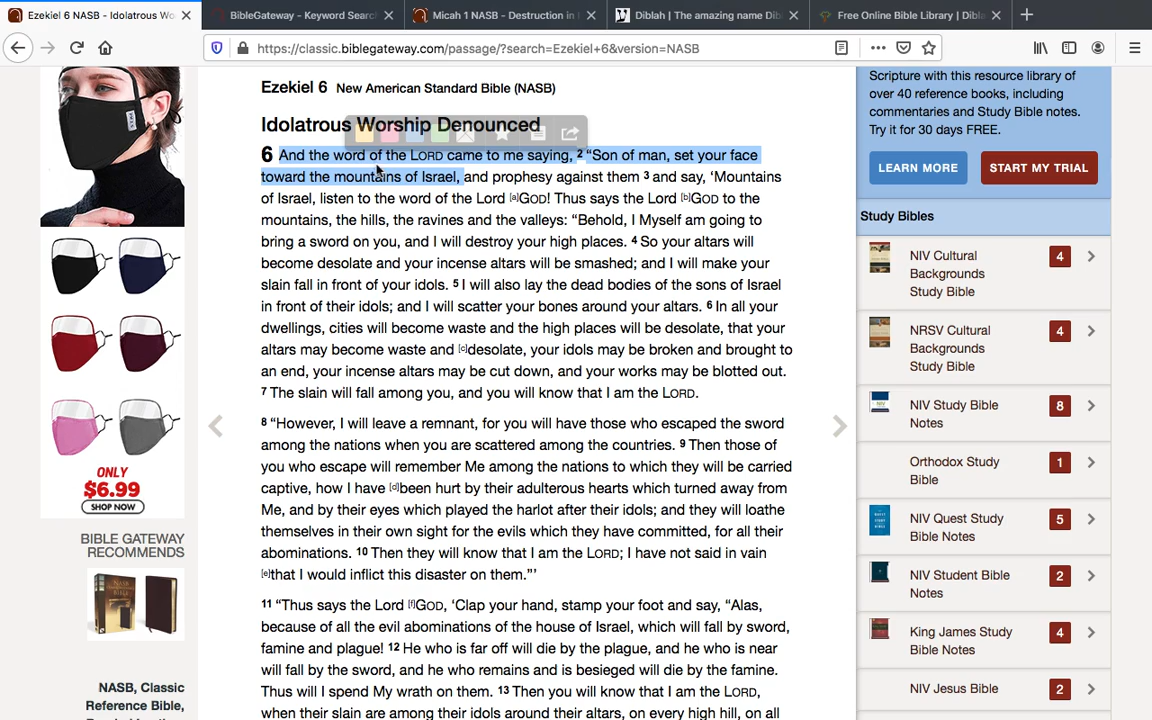 Ezekiel 6 NASB - Idolatrous Wo
BibleGateway - Keyword Search:
Micah 1 NASB - Destruction in I
Diblah | The amazing name Dib
Free Online Bible Library | Dibla
https://classic.biblegateway.com/passage/?search=Ezekiel+6&version=NASB
ONLY
$6.99
SHOP NOW
BIBLE GATEWAY
RECOMMENDS
NASB, Classic
Reference Bible,
Ezekiel 6 New American Standard Bible (NASB)
Idolatrous Worship Denounced
6 And the word of the LORD came to me saying, 2 “Son of man, set your face
toward the mountains of Israel, and prophesy against them 3 and say, ‘Mountains
of Israel, listen to the word of the Lord [a]GOD! Thus says the Lord [b]GOD to the
mountains, the hills, the ravines and the valleys: “Behold, I Myself am going to
bring a sword on you, and I will destroy your high places. 4 So your altars will
become desolate and your incense altars will be smashed; and I will make your
slain fall in front of your idols. 5 I will also lay the dead bodies of the sons of Israel
in front of their idols; and I will scatter your bones around your altars. 6 In all your
dwellings, cities will become waste and the high places will be desolate, that your
altars may become waste and [c]desolate, your idols may be broken and brought to
an end, your incense altars may be cut down, and your works may be blotted out.
7 The slain will fall among you, and you will know that I am the LORD.
8 “However, I will leave a remnant, for you will have those who escaped the sword
among the nations when you are scattered among the countries. 9 Then those of
you who escape will remember Me among the nations to which they will be carried
captive, how I have [d]been hurt by their adulterous hearts which turned away from
Me, and by their eyes which played the harlot after their idols; and they will loathe
themselves in their own sight for the evils which they have committed, for all their
abominations. 10 Then they will know that I am the LORD; I have not said in vain
[e]that I would inflict this disaster on them.”’
11 “Thus says the Lord [f]GOD, ‘Clap your hand, stamp your foot and say, “Alas,
because of all the evil abominations of the house of Israel, which will fall by sword,
famine and plague! 12 He who is far off will die by the plague, and he who is near
will fall by the sword, and he who remains and is besieged will die by the famine.
Thus will I spend My wrath on them. 13 Then you will know that I am the LORD,
when their slain are among their idols around their altars, on every high hill, on all
Scripture with this resource library of
over 40 reference books, including
commentaries and Study Bible notes.
Try it for 30 days FREE.
LEARN MORE
START MY TRIAL
Study Bibles
NIV Cultural
Backgrounds
Study Bible
4
NRSV Cultural
Backgrounds
Study Bible
4
NIV Study Bible
Notes
8
Orthodox Study
Bible
1
NIV Quest Study
Bible Notes
5
NIV Student Bible
Notes
2
King James Study
Bible Notes
4
NIV Jesus Bible
2